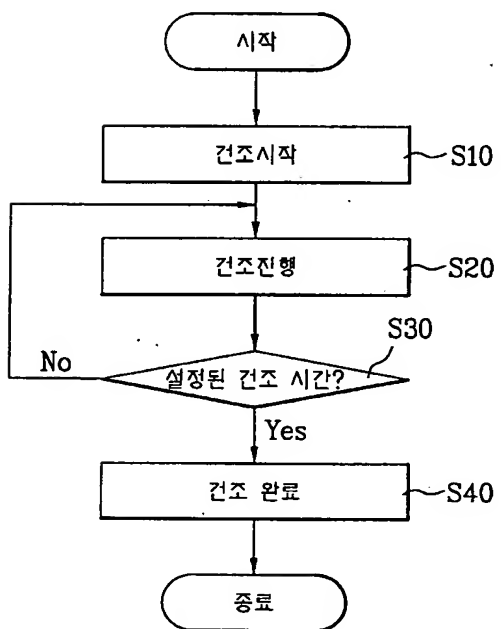 시작
건조시작
S10
건조진행
S20
S30
설정된 건조 시간?
No
Yes
건조 완료
S40
종료